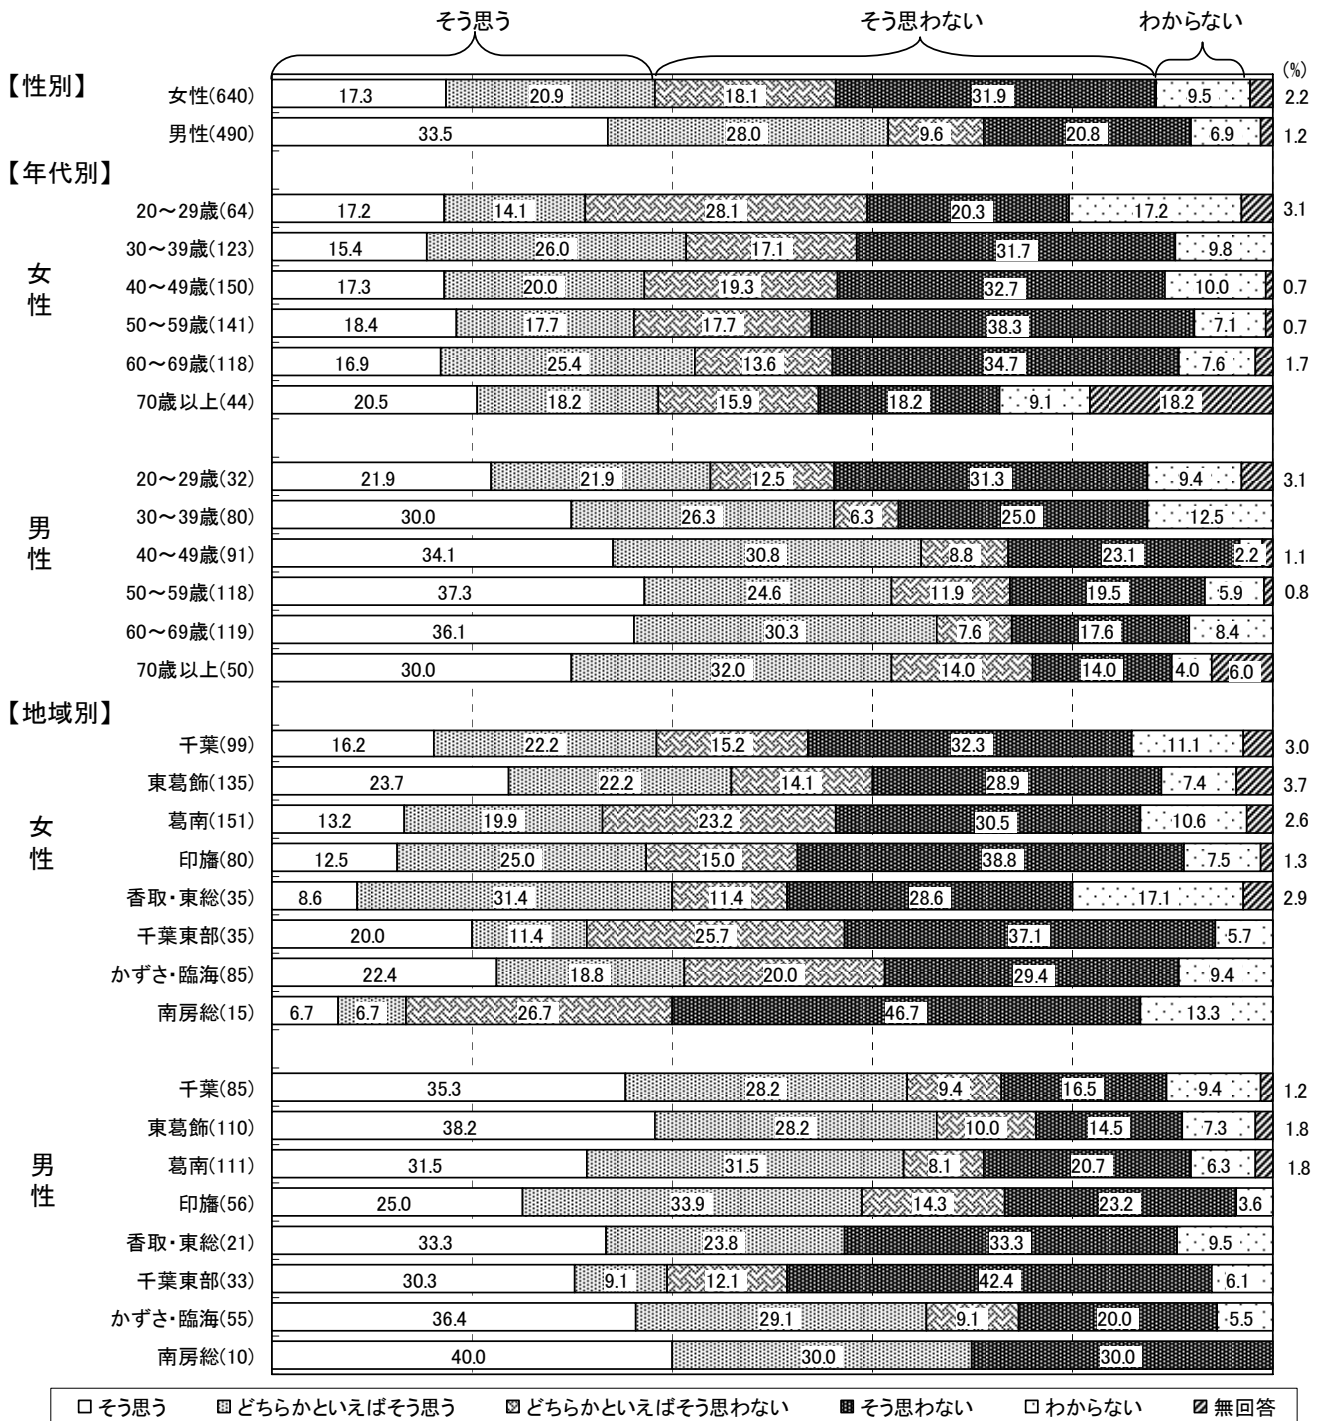 そう思う そう思わない わからない
(%)
【性別】
女性(640) 17.3 20.9 18.1 31.9 9.5 2.2
男性(490) 33.5 28.0 9.6 20.8 6.9 1.2
【年代別】
女性
20～29歳(64) 17.2 14.1 28.1 20.3 17.2 3.1
30～39歳(123) 15.4 26.0 17.1 31.7 9.8
40～49歳(150) 17.3 20.0 19.3 32.7 10.0 0.7
50～59歳(141) 18.4 17.7 17.7 38.3 7.1 0.7
60～69歳(118) 16.9 25.4 13.6 34.7 7.6 1.7
70歳以上(44) 20.5 18.2 15.9 18.2 9.1 18.2
男性
20～29歳(32) 21.9 21.9 12.5 31.3 9.4 3.1
30～39歳(80) 30.0 26.3 6.3 25.0 12.5
40～49歳(91) 34.1 30.8 8.8 23.1 2.2 1.1
50～59歳(118) 37.3 24.6 11.9 19.5 5.9 0.8
60～69歳(119) 36.1 30.3 7.6 17.6 8.4
70歳以上(50) 30.0 32.0 14.0 14.0 4.0 6.0
【地域別】
女性
千葉(99) 16.2 22.2 15.2 32.3 11.1 3.0
東葛飾(135) 23.7 22.2 14.1 28.9 7.4 3.7
葛南(151) 13.2 19.9 23.2 30.5 10.6 2.6
印旛(80) 12.5 25.0 15.0 38.8 7.5 1.3
香取・東総(35) 8.6 31.4 11.4 28.6 17.1 2.9
千葉東部(35) 20.0 11.4 25.7 37.1 5.7
かずさ・臨海(85) 22.4 18.8 20.0 29.4 9.4
南房総(15) 6.7 6.7 26.7 46.7 13.3
男性
千葉(85) 35.3 28.2 9.4 16.5 9.4 1.2
東葛飾(110) 38.2 28.2 10.0 14.5 7.3 1.8
葛南(111) 31.5 31.5 8.1 20.7 6.3 1.8
印旛(56) 25.0 33.9 14.3 23.2 3.6
香取・東総(21) 33.3 23.8 33.3 9.5
千葉東部(33) 30.3 9.1 12.1 42.4 6.1
かずさ・臨海(55) 36.4 29.1 9.1 20.0 5.5
南房総(10) 40.0 30.0 30.0
そう思う どちらかといえばそう思う どちらかといえばそう思わない そう思わない わからない 無回答